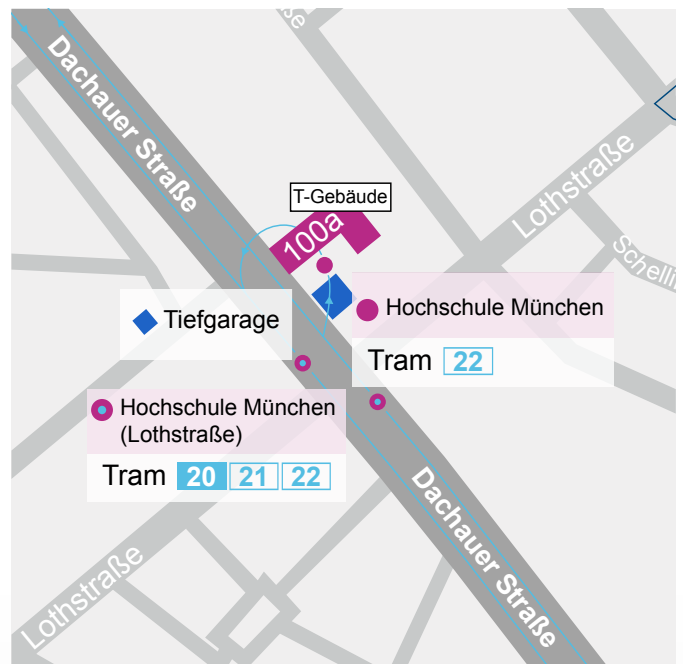 ße
Dachauer Straße
Lothstraße
T-Gebäude
100a
Schelli
Tiefgarage
Hochschule München
Tram 22
Hochschule München
(Lothstraße)
Tram 20 21 22
Dachauer Straße
Lothstraße